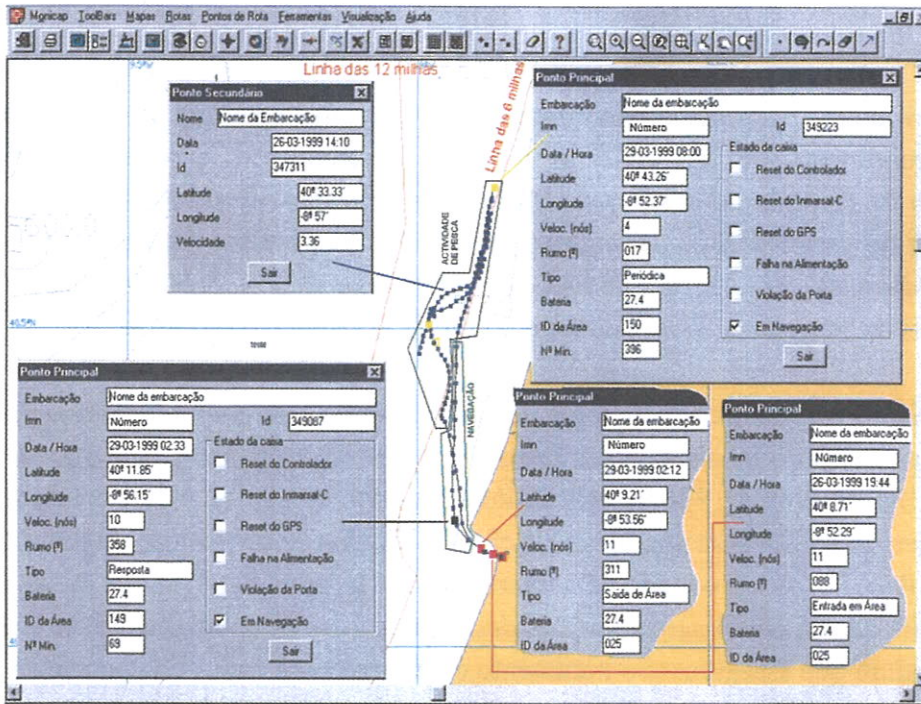 Monicap ToolBars Mapas Rotas Pontos de Rota Ferramentas Visualização Ajuda
Linha das 12 milhas
Linha das 6 milhas
Ponto Secundário
Nome Nome da Embarcação
Data 26-03-1999 14:10
Id 347311
Latitude 40º 33.33'
Longitude -8º 57'
Velocidade 3.36
Sair
Ponto Principal
Embarcação Nome da embarcação
Imn Número Id 349223
Data / Hora 29-03-1999 08:00 Estado da caixa
Latitude 40º 43.26' Reset do Controlador
Longitude -8º 52.37' Reset do Inmarsat-C
Veloc. (nós) 4 Reset do GPS
Rumo (º) 017
Tipo Periódica Falha na Alimentação
Bateria 27.4 Violação da Porta
ID da Área 150 Em Navegação
Nº Min. 396
Sair
ACTIVIDADE
DE PESCA
NAVEGAÇÃO
Ponto Principal
Embarcação Nome da embarcação
Imn Número Id 349087
Data / Hora 29-03-1999 02:33 Estado da caixa
Latitude 40º 11.85' Reset do Controlador
Longitude -8º 56.15' Reset do Inmarsat-C
Veloc. (nós) 10 Reset do GPS
Rumo (º) 358
Tipo Resposta Falha na Alimentação
Bateria 27.4 Violação da Porta
ID da Área 149 Em Navegação
Nº Min. 69
Sair
Ponto Principal
Embarcação Nome da embarcação
Imn Número
Data / Hora 29-03-1999 02:12
Latitude 40º 9.21'
Longitude -8º 53.56'
Veloc. (nós) 11
Rumo (º) 311
Tipo Saída de Área
Bateria 27.4
ID da Área 025
Ponto Principal
Embarcação Nome da embarcação
Imn Número
Data / Hora 26-03-1999 19:44
Latitude 40º 8.71'
Longitude -8º 52.29'
Veloc. (nós) 11
Rumo (º) 088
Tipo Entrada em Área
Bateria 27.4
ID da Área 025